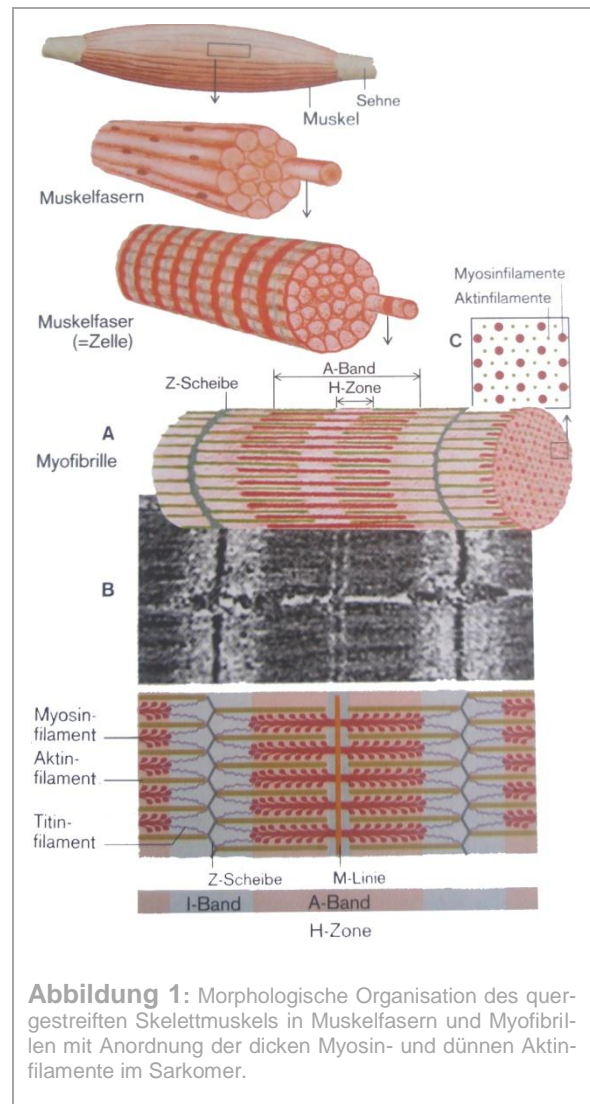 Sehne
Muskel
Muskelfasern
Myosinfilamente
Aktinfilamente
Muskelfaser
(=Zelle)
C
A-Band
H-Zone
Z-Scheibe
A
Myofibrille
B
Myosin-
filament
Aktin-
filament
Titin-
filament
Z-Scheibe
M-Linie
I-Band
A-Band
H-Zone
Abbildung 1: Morphologische Organisation des quer-
gestreiften Skelettmuskels in Muskelfasern und Myofibril-
len mit Anordnung der dicken Myosin- und dünnen Aktin-
filamente im Sarkomer.